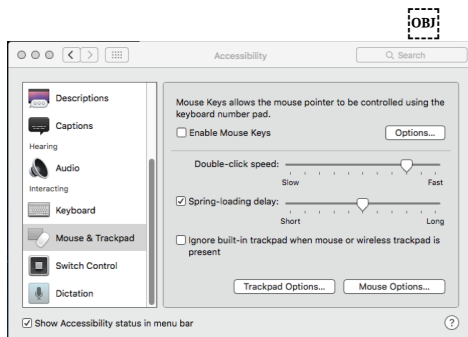 OBJ
Accessibility
Search
Descriptions
Captions
Hearing
Audio
Interacting
Keyboard
Mouse & Trackpad
Switch Control
Dictation
Mouse Keys allows the mouse pointer to be controlled using the
keyboard number pad.
Enable Mouse Keys
Options...
Double-click speed:
Slow
Fast
Spring-loading delay:
Short
Long
Ignore built-in trackpad when mouse or wireless trackpad is
present
Trackpad Options...
Mouse Options...
Show Accessibility status in menu bar
?